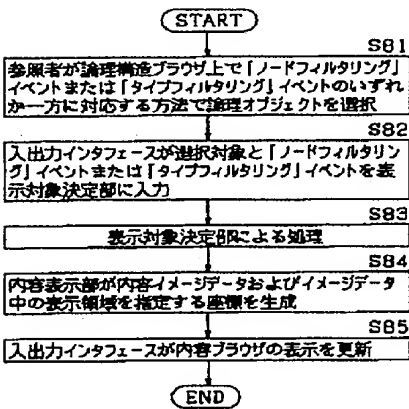 START
S81
参照者が論理構造ブラウザ上で「ノードフィルタリング」
イベントまたは「タイプフィルタリング」イベントのいずれ
か一方に対応する方法で論理オブジェクトを選択
S82
入出力インタフェースが選択対象と「ノードフィルタリン
グ」イベントまたは「タイプフィルタリング」イベントを表
示対象決定部に入力
S83
表示対象決定部による処理
S84
内容表示部が内容イメージデータおよびイメージデータ
中の表示領域を指定する座標を生成
S85
入出力インタフェースが内容ブラウザの表示を更新
END